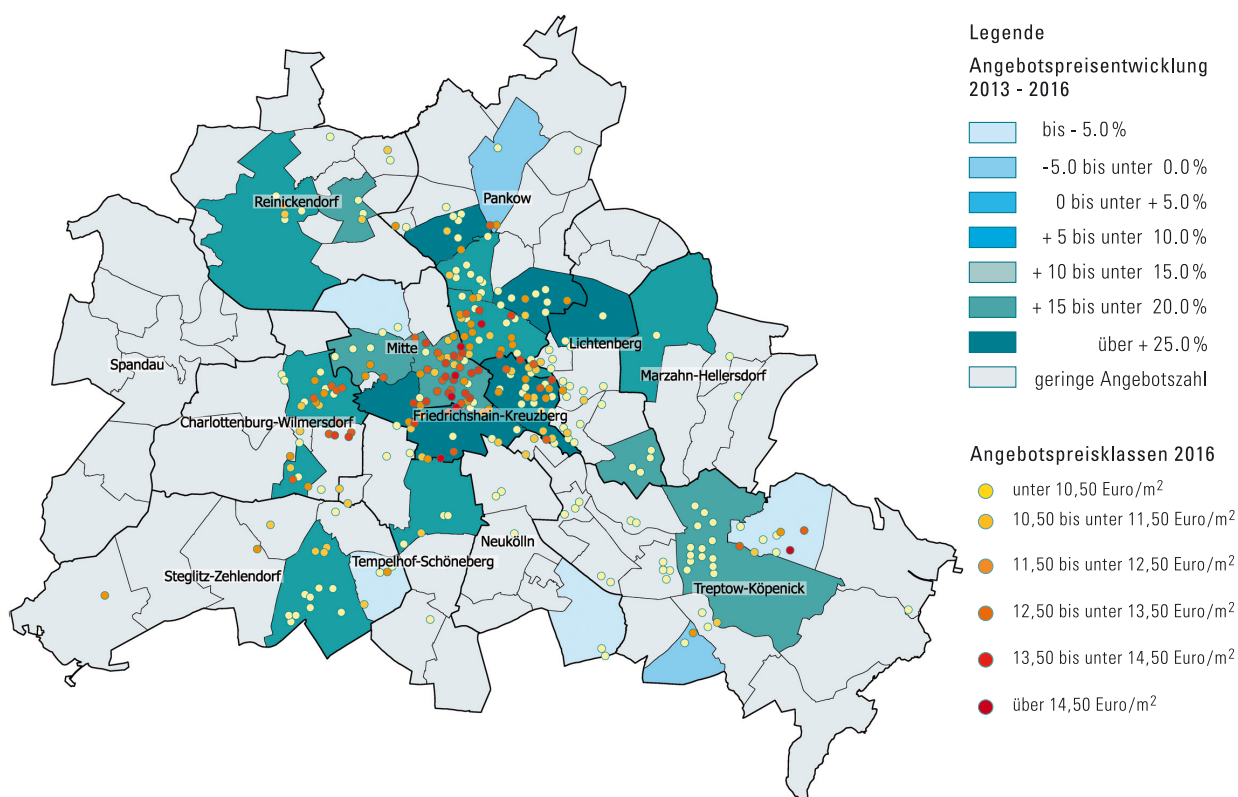 Legende
Angebotspreisentwicklung
2013 - 2016
bis - 5.0 %
-5.0 bis unter 0.0 %
0 bis unter + 5.0 %
+ 5 bis unter 10.0 %
+ 10 bis unter 15.0 %
+ 15 bis unter 20.0 %
über + 25.0 %
geringe Angebotszahl
Angebotspreisklassen 2016
unter 10,50 Euro/m²
10,50 bis unter 11,50 Euro/m²
11,50 bis unter 12,50 Euro/m²
12,50 bis unter 13,50 Euro/m²
13,50 bis unter 14,50 Euro/m²
über 14,50 Euro/m²
Pankow
Reinickendorf
Lichtenberg
Mitte
Spandau
Marzahn-Hellersdorf
Friedrichshain-Kreuzberg
Charlottenburg-Wilmersdorf
Neukölln
Tempelhof-Schöneberg
Steglitz-Zehlendorf
Treptow-Köpenick